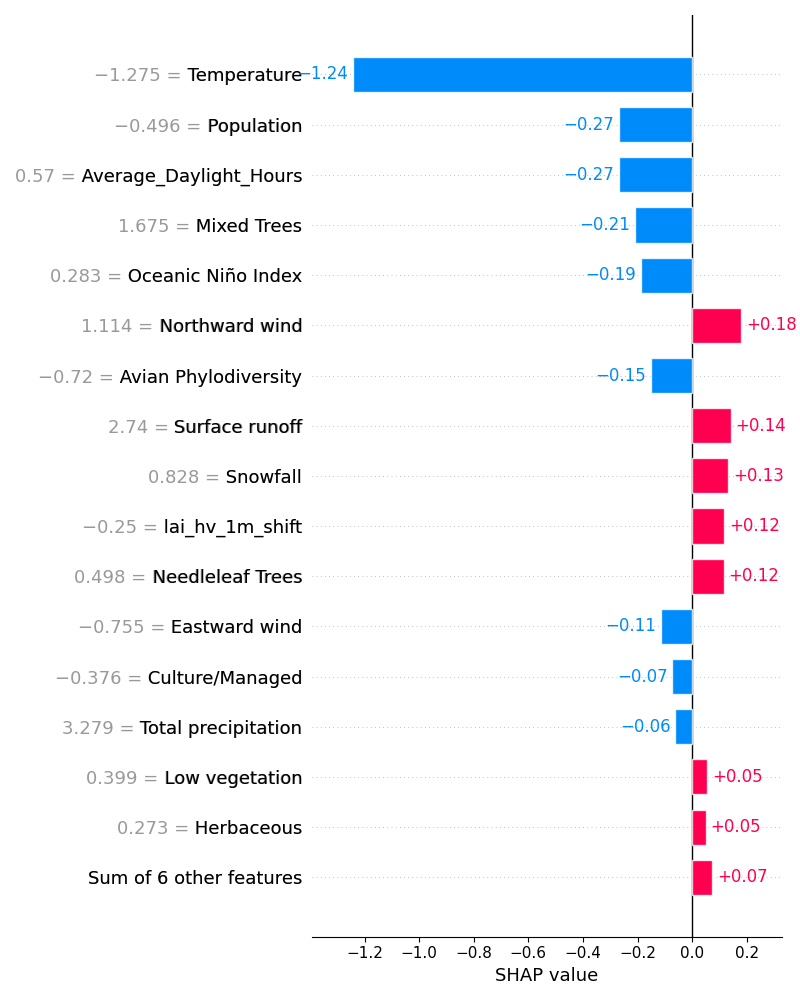 −1.275 = Temperature −1.24
−0.496 = Population −0.27
0.57 = Average_Daylight_Hours −0.27
1.675 = Mixed Trees −0.21
0.283 = Oceanic Niño Index −0.19
1.114 = Northward wind +0.18
−0.72 = Avian Phylodiversity −0.15
2.74 = Surface runoff +0.14
0.828 = Snowfall +0.13
−0.25 = lai_hv_1m_shift +0.12
0.498 = Needleleaf Trees +0.12
−0.755 = Eastward wind −0.11
−0.376 = Culture/Managed −0.07
3.279 = Total precipitation −0.06
0.399 = Low vegetation +0.05
0.273 = Herbaceous +0.05
Sum of 6 other features +0.07
−1.2 −1.0 −0.8 −0.6 −0.4 −0.2 0.0 0.2
SHAP value